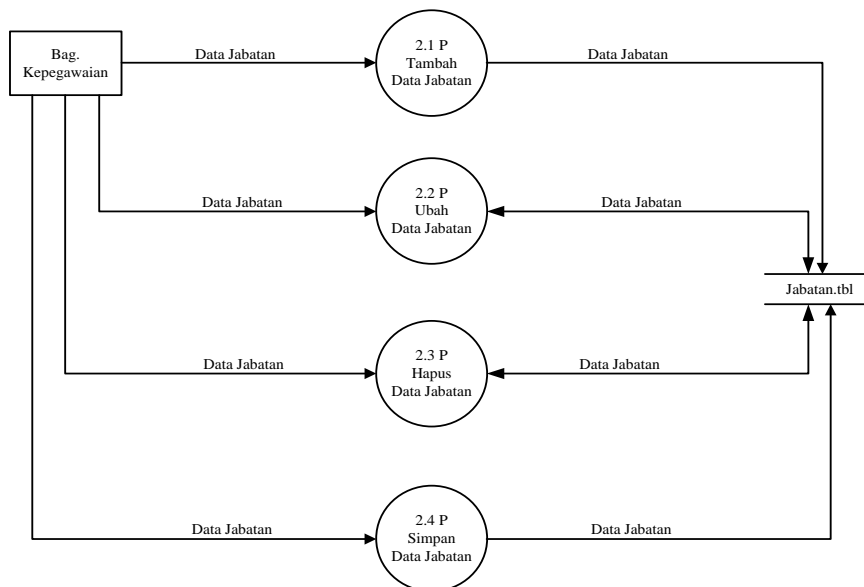 Bag.
Kepegawaian
Data Jabatan
2.1 P
Tambah
Data Jabatan
Data Jabatan
Data Jabatan
2.2 P
Ubah
Data Jabatan
Data Jabatan
Jabatan.tbl
Data Jabatan
2.3 P
Hapus
Data Jabatan
Data Jabatan
Data Jabatan
2.4 P
Simpan
Data Jabatan
Data Jabatan